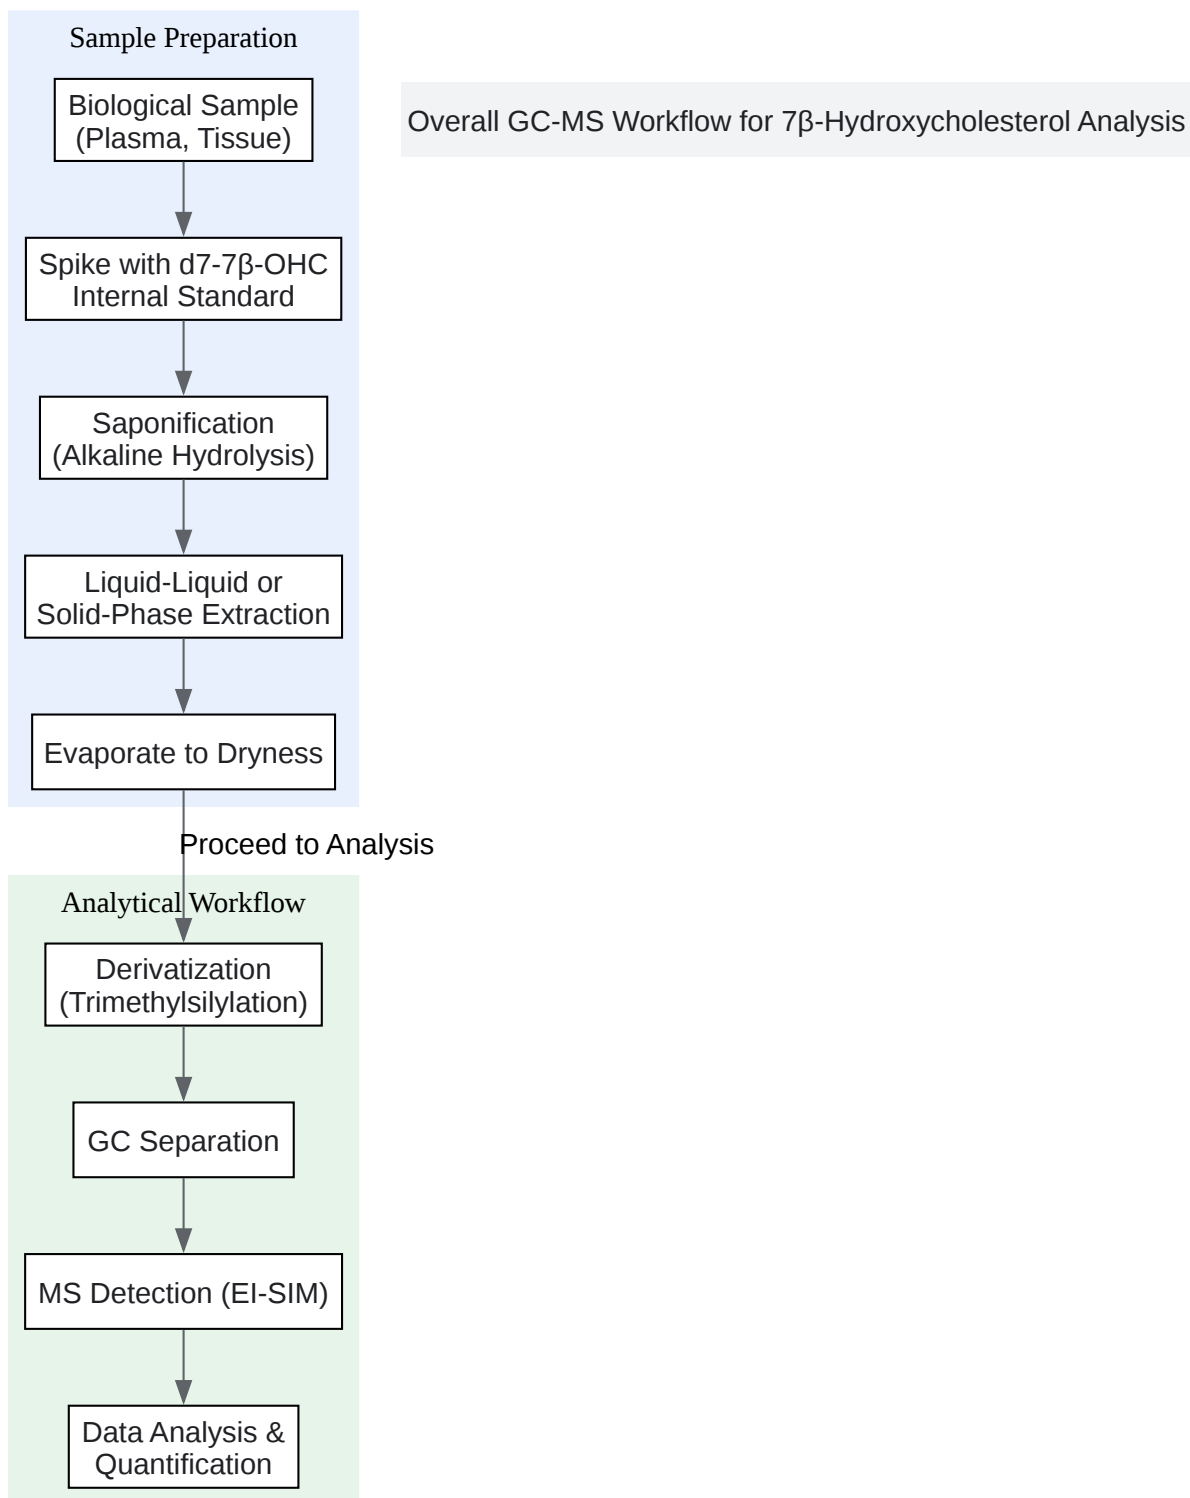 Sample Preparation
Biological Sample
(Plasma, Tissue)
Overall GC-MS Workflow for 7β-Hydroxycholesterol Analysis
Spike with d7-7β-OHC
Internal Standard
Saponification
(Alkaline Hydrolysis)
Liquid-Liquid or
Solid-Phase Extraction
Evaporate to Dryness
Proceed to Analysis
Analytical Workflow
Derivatization
(Trimethylsilylation)
GC Separation
MS Detection (EI-SIM)
Data Analysis &
Quantification